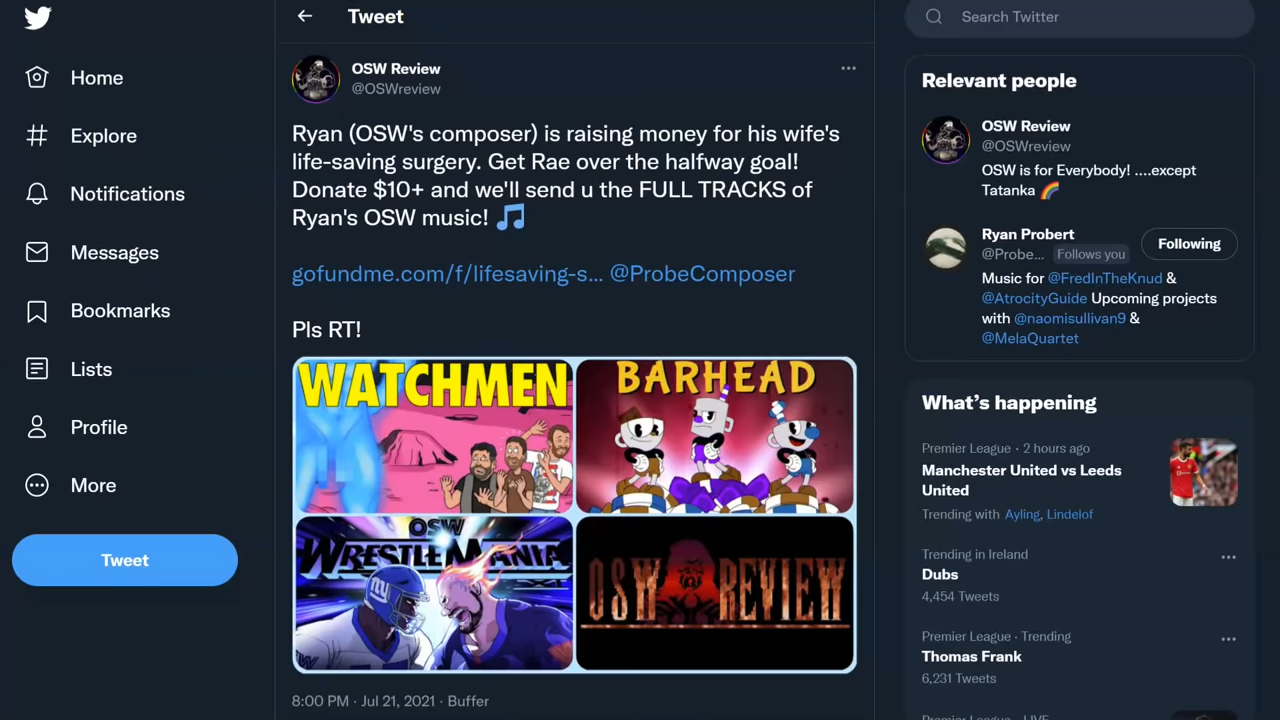 Home
Explore
Notifications
Messages
Bookmarks
Lists
Profile
More
Tweet
Tweet
OSW Review
@OSWreview
Ryan (OSW's composer) is raising money for his wife's
life-saving surgery. Get Rae over the halfway goal!
Donate $10+ and we'll send u the FULL TRACKS of
Ryan's OSW music! 🎵
gofundme.com/f/lifesaving-s... @ProbeComposer
Pls RT!
WATCHMEN
BARHEAD
OSW
WRESTLEMANIA
XI
OSW REVIEW
8:00 PM · Jul 21, 2021 · Buffer
Search Twitter
Relevant people
OSW Review
@OSWreview
OSW is for Everybody! ....except
Tatanka 🌈
Ryan Probert
@Probe... Follows you
Following
Music for @FredInTheKnud &
@AtrocityGuide Upcoming projects
with @naomisullivan9 &
@MelaQuartet
What's happening
Premier League · 2 hours ago
Manchester United vs Leeds
United
Trending with Ayling, Lindelof
Trending in Ireland
Dubs
4,454 Tweets
Premier League · Trending
Thomas Frank
6,231 Tweets